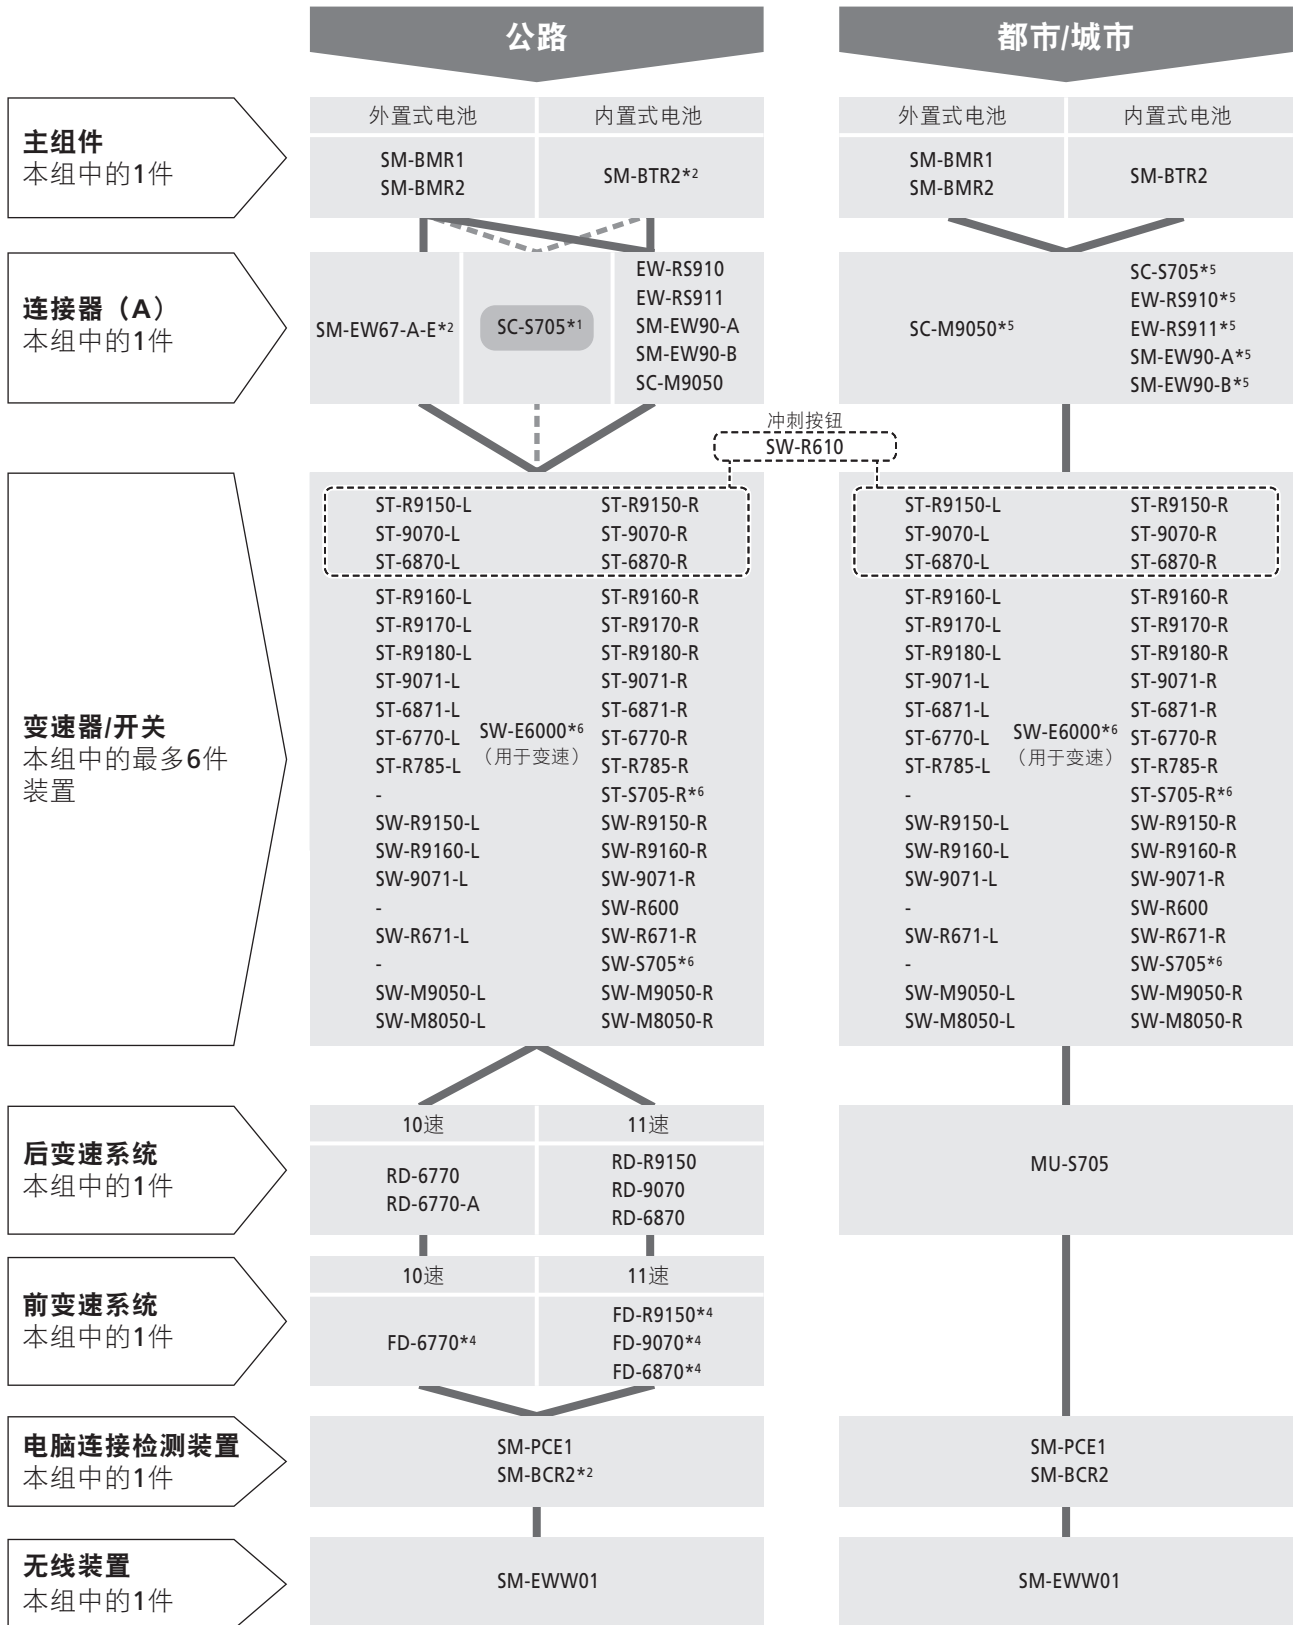 公路
都市/城市
主组件
本组中的1件
外置式电池
内置式电池
SM-BMR1
SM-BMR2
SM-BTR2*2
外置式电池
内置式电池
SM-BMR1
SM-BMR2
SM-BTR2
连接器（A）
本组中的1件
SM-EW67-A-E*2
SC-S705*1
EW-RS910
EW-RS911
SM-EW90-A
SM-EW90-B
SC-M9050
SC-M9050*5
SC-S705*5
EW-RS910*5
EW-RS911*5
SM-EW90-A*5
SM-EW90-B*5
冲刺按钮
SW-R610
变速器/开关
本组中的最多6件
装置
ST-R9150-L ST-R9150-R
ST-9070-L ST-9070-R
ST-6870-L ST-6870-R
ST-R9160-L ST-R9160-R
ST-R9170-L ST-R9170-R
ST-R9180-L ST-R9180-R
ST-9071-L ST-9071-R
ST-6871-L ST-6871-R
SW-E6000*6
（用于变速）
ST-6770-L ST-6770-R
ST-R785-L ST-R785-R
- ST-S705-R*6
SW-R9150-L SW-R9150-R
SW-R9160-L SW-R9160-R
SW-9071-L SW-9071-R
- SW-R600
SW-R671-L SW-R671-R
- SW-S705*6
SW-M9050-L SW-M9050-R
SW-M8050-L SW-M8050-R
ST-R9150-L ST-R9150-R
ST-9070-L ST-9070-R
ST-6870-L ST-6870-R
ST-R9160-L ST-R9160-R
ST-R9170-L ST-R9170-R
ST-R9180-L ST-R9180-R
ST-9071-L ST-9071-R
ST-6871-L ST-6871-R
SW-E6000*6
（用于变速）
ST-6770-L ST-6770-R
ST-R785-L ST-R785-R
- ST-S705-R*6
SW-R9150-L SW-R9150-R
SW-R9160-L SW-R9160-R
SW-9071-L SW-9071-R
- SW-R600
SW-R671-L SW-R671-R
- SW-S705*6
SW-M9050-L SW-M9050-R
SW-M8050-L SW-M8050-R
后变速系统
本组中的1件
10速
11速
RD-6770
RD-6770-A
RD-R9150
RD-9070
RD-6870
MU-S705
前变速系统
本组中的1件
10速
11速
FD-6770*4
FD-R9150*4
FD-9070*4
FD-6870*4
电脑连接检测装置
本组中的1件
SM-PCE1
SM-BCR2*2
SM-PCE1
SM-BCR2
无线装置
本组中的1件
SM-EWW01
SM-EWW01